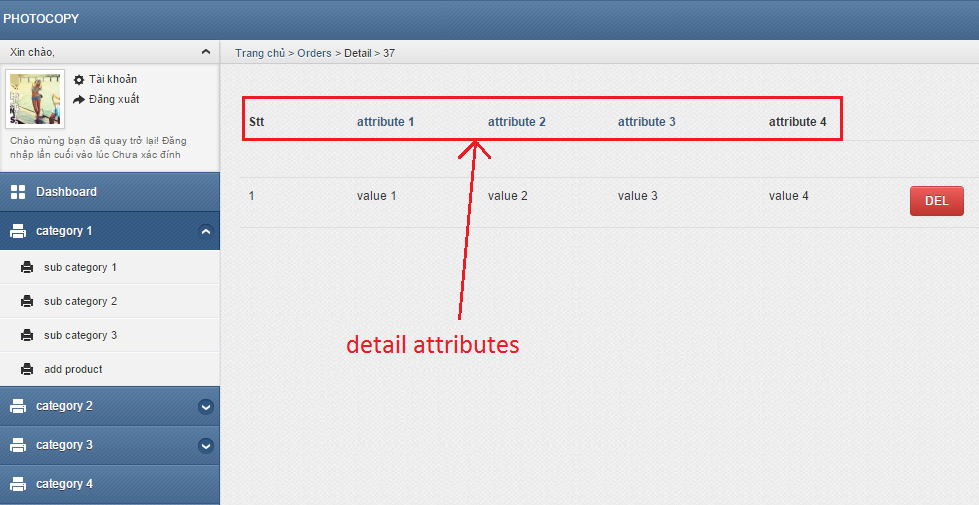 PHOTOCOPY
Xin chào,
Trang chủ > Orders > Detail > 37
Tài khoản
Đăng xuất
Chào mừng bạn đã quay trở lại! Đăng
nhập lần cuối vào lúc Chưa xác đính
Stt attribute 1 attribute 2 attribute 3 attribute 4
1 value 1 value 2 value 3 value 4 DEL
detail attributes
Dashboard
category 1
sub category 1
sub category 2
sub category 3
add product
category 2
category 3
category 4